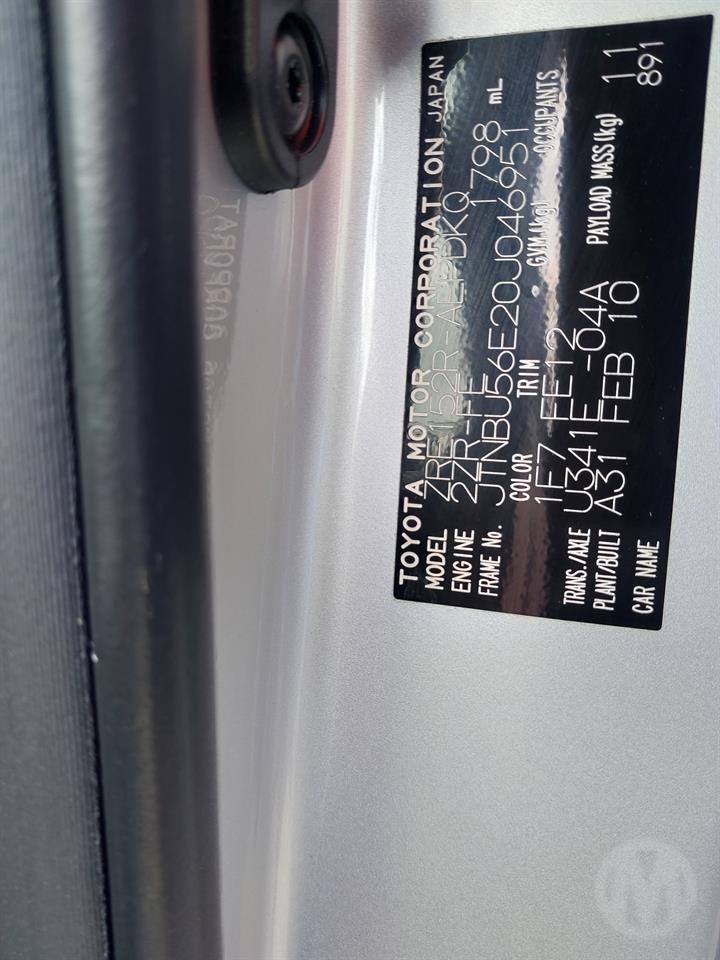 TOYOTA MOTOR CORPORATION JAPAN
MODEL ZRE152R-AEPDKQ
ENGINE 2ZR-FE 1798 mL
FRAME No. JTNBU56E20J046951
COLOR TRIM GVM(kg) OCCUPANTS
1F7 FE12
TRANS./AXLE U341E -04A PAYLOAD MASS(kg) 11
PLANT/BUILT A31 FEB 10 891
CAR NAME
M